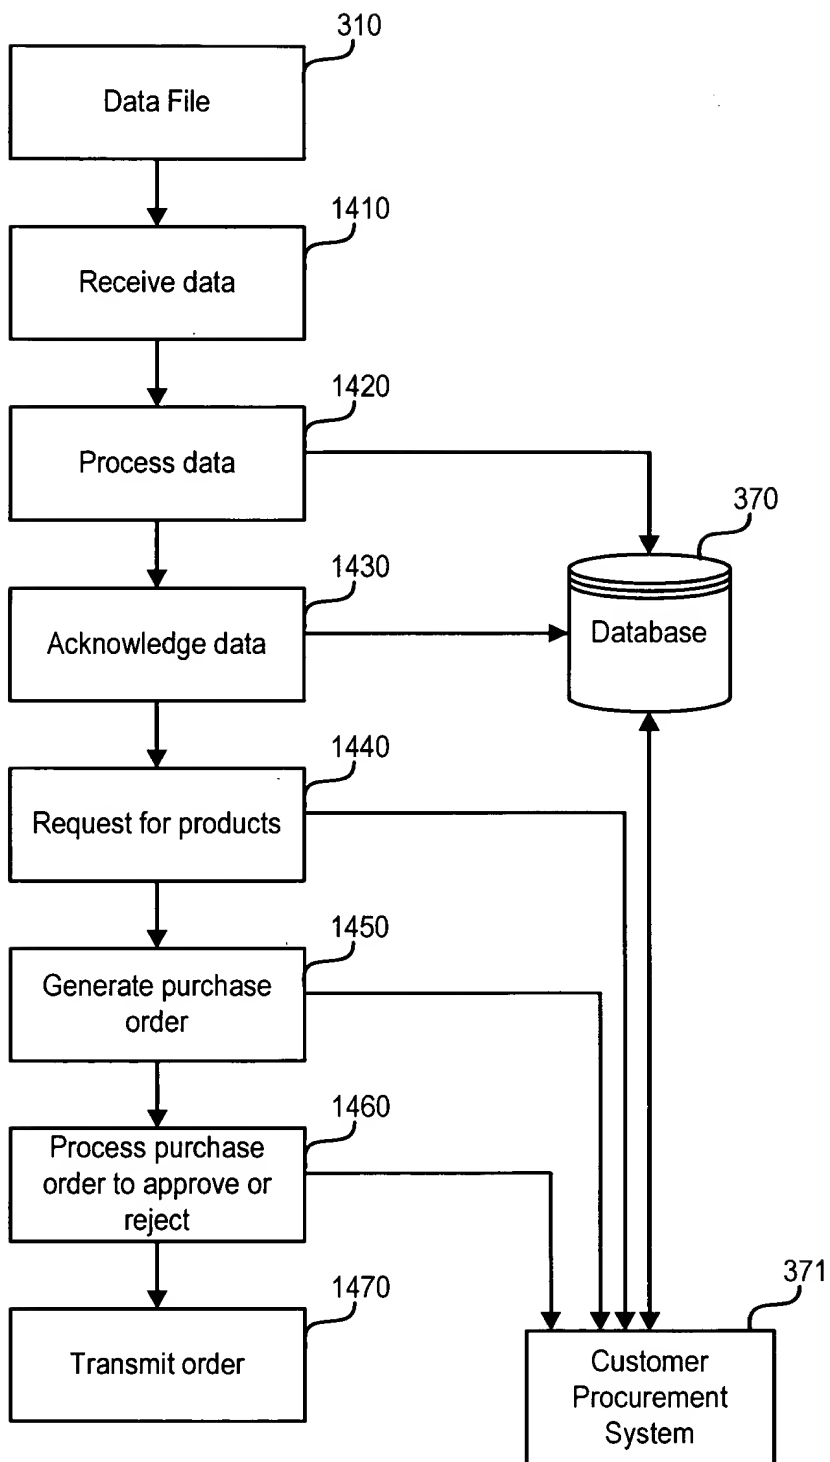 310
Data File
1410
Receive data
1420
Process data
370
1430
Acknowledge data
Database
1440
Request for products
1450
Generate purchase
order
1460
Process purchase
order to approve or
reject
371
1470
Transmit order
Customer
Procurement
System